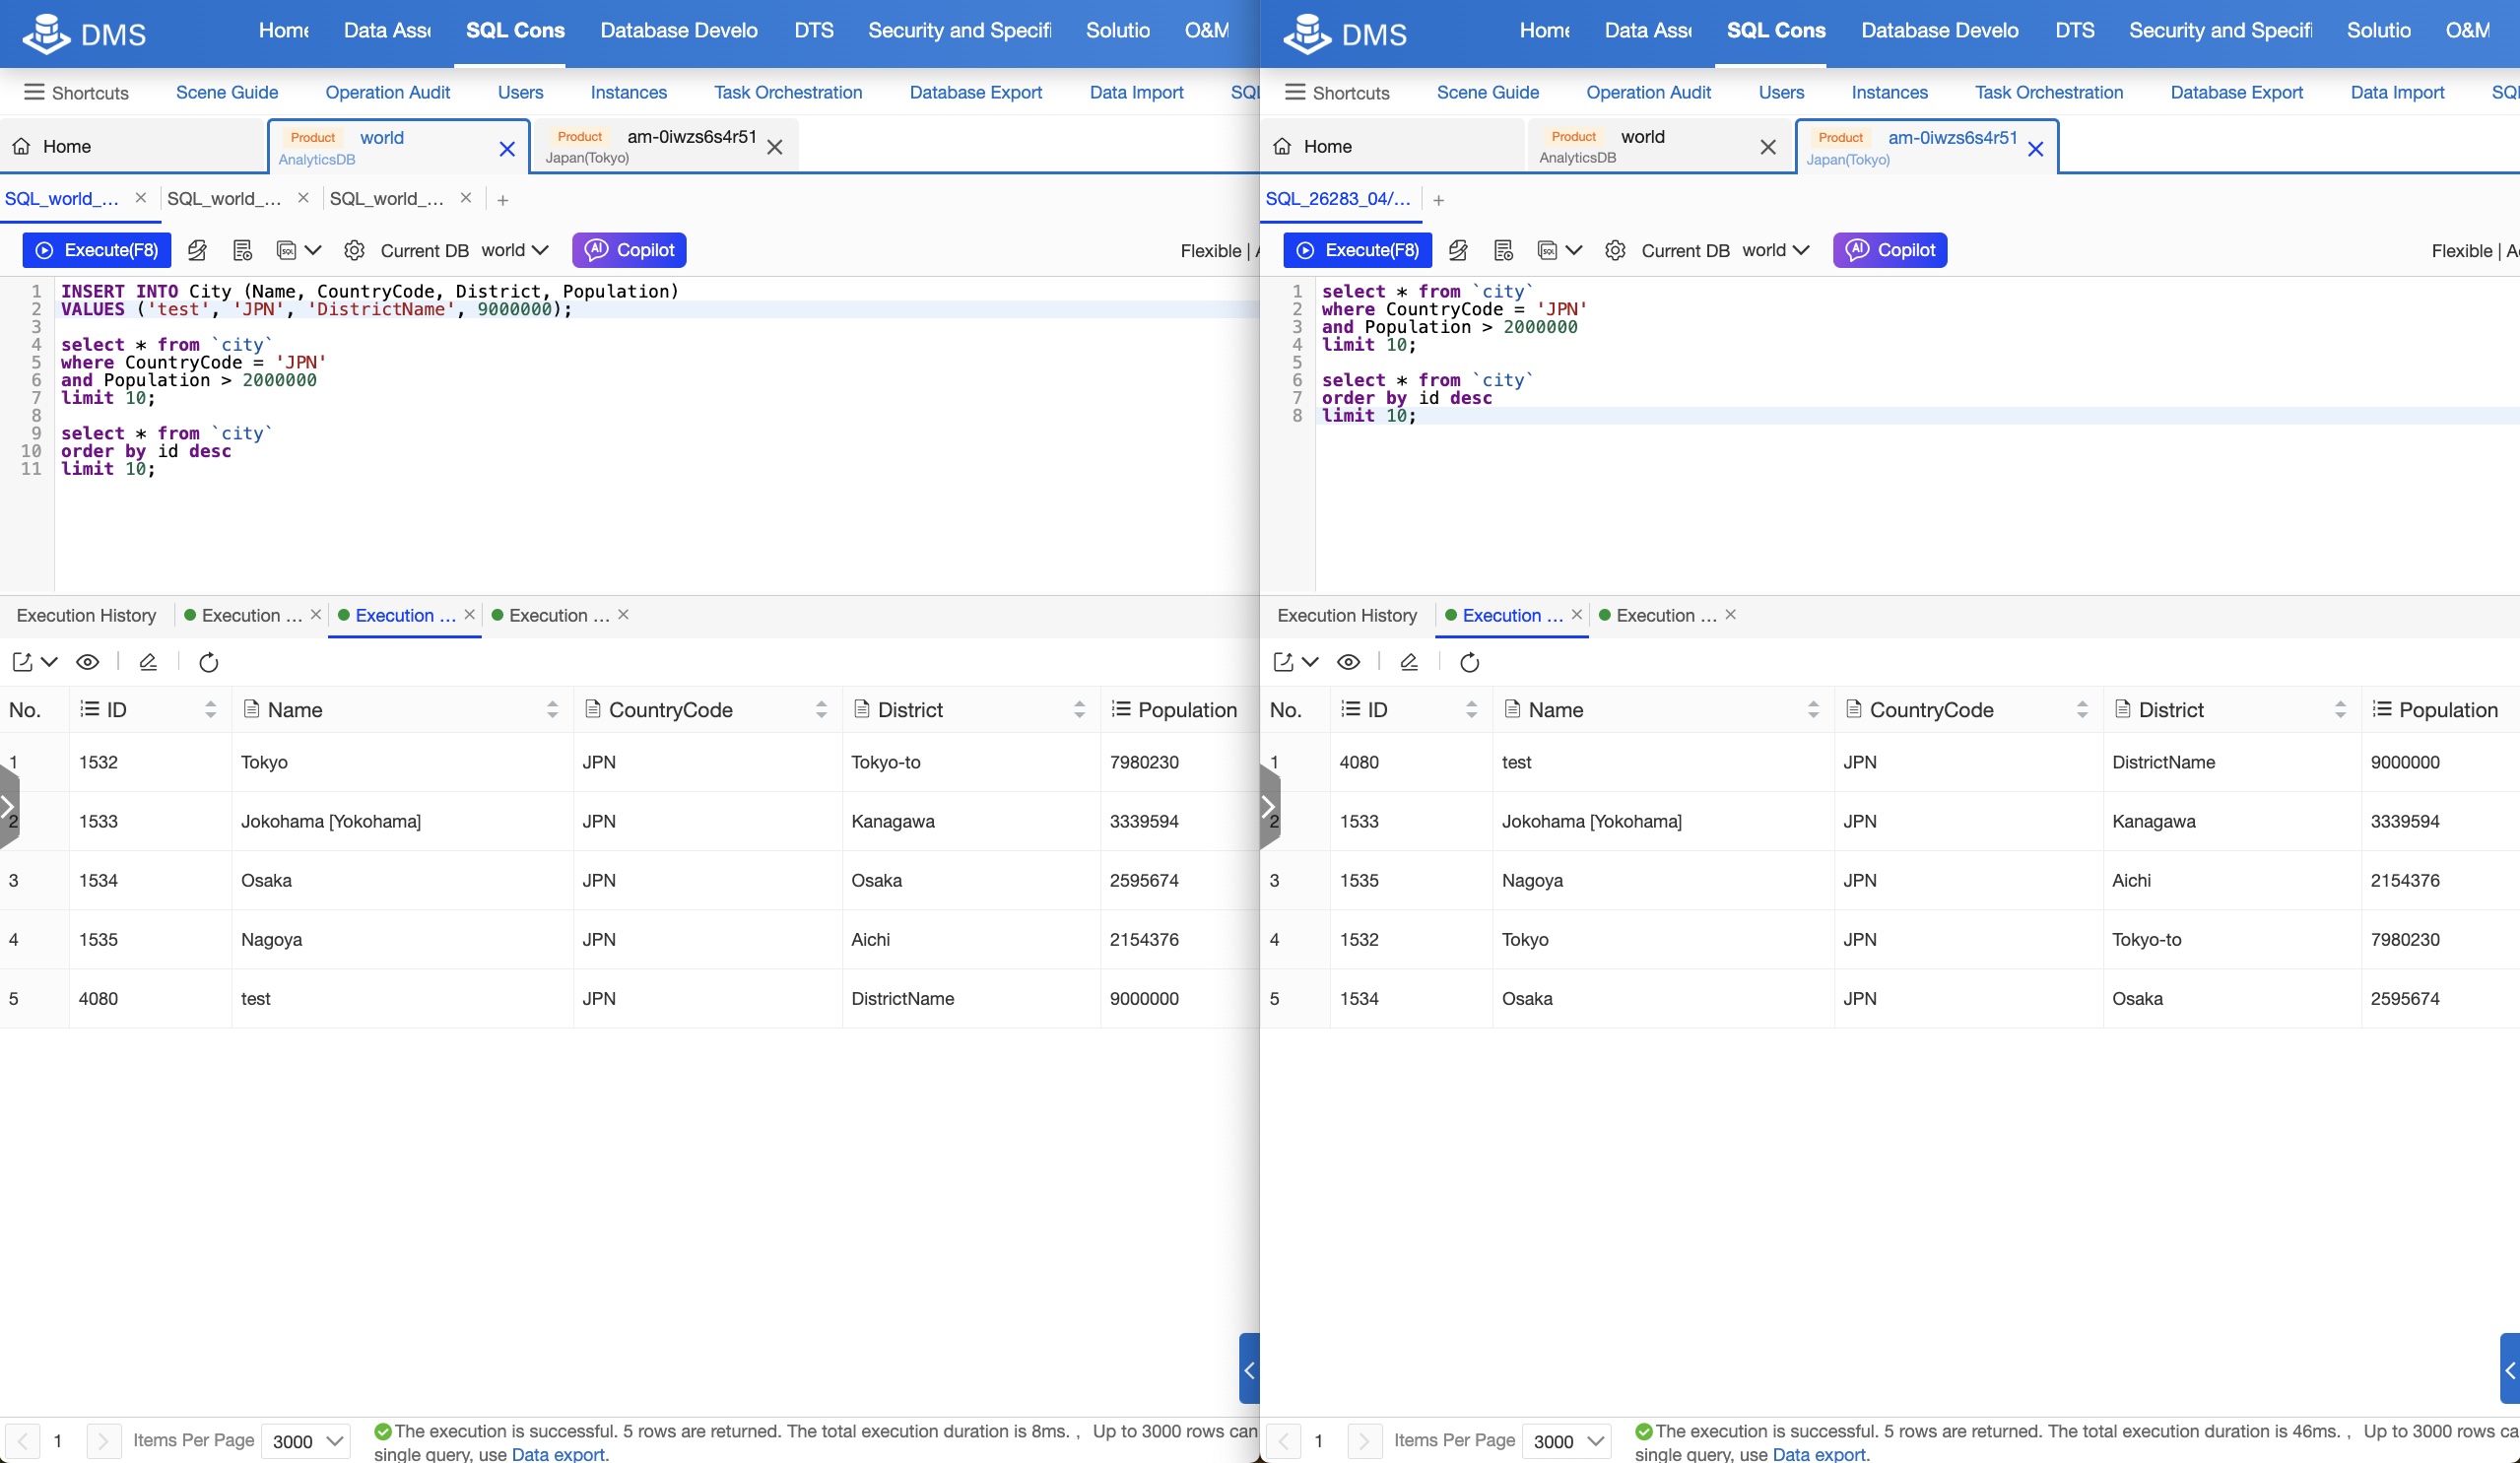 DMS
Home Data Asse SQL Cons Database Develo DTS Security and Specifi Solutio O&M
Shortcuts Scene Guide Operation Audit Users Instances Task Orchestration Database Export Data Import SQL
Home
Product world
AnalyticsDB
Product am-0iwzs6s4r51
Japan(Tokyo)
SQL_world_... SQL_world_... SQL_world_... +
Execute(F8) Current DB world Copilot Flexible |
1 INSERT INTO City (Name, CountryCode, District, Population)
2 VALUES ('test', 'JPN', 'DistrictName', 9000000);
3
4 select * from `city`
5 where CountryCode = 'JPN'
6 and Population > 2000000
7 limit 10;
8
9 select * from `city`
10 order by id desc
11 limit 10;
Execution History Execution ... Execution ... Execution ...
No. ID Name CountryCode District Population
1 1532 Tokyo JPN Tokyo-to 7980230
2 1533 Jokohama [Yokohama] JPN Kanagawa 3339594
3 1534 Osaka JPN Osaka 2595674
4 1535 Nagoya JPN Aichi 2154376
5 4080 test JPN DistrictName 9000000
1 Items Per Page 3000 The execution is successful. 5 rows are returned. The total execution duration is 8ms. , Up to 3000 rows can
single query, use Data export.
DMS
Home Data Asse SQL Cons Database Develo DTS Security and Specifi Solutio O&M
Shortcuts Scene Guide Operation Audit Users Instances Task Orchestration Database Export Data Import SQL
Home
Product world
AnalyticsDB
Product am-0iwzs6s4r51
Japan(Tokyo)
SQL_26283_04/... +
Execute(F8) Current DB world Copilot Flexible |
1 select * from `city`
2 where CountryCode = 'JPN'
3 and Population > 2000000
4 limit 10;
5
6 select * from `city`
7 order by id desc
8 limit 10;
Execution History Execution ... Execution ...
No. ID Name CountryCode District Population
1 4080 test JPN DistrictName 9000000
2 1533 Jokohama [Yokohama] JPN Kanagawa 3339594
3 1535 Nagoya JPN Aichi 2154376
4 1532 Tokyo JPN Tokyo-to 7980230
5 1534 Osaka JPN Osaka 2595674
1 Items Per Page 3000 The execution is successful. 5 rows are returned. The total execution duration is 46ms. , Up to 3000 rows ca
single query, use Data export.